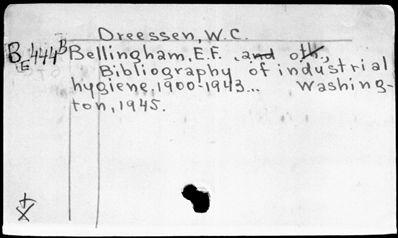 Dreessen, W.C.
B 444 B Bellingham, E.F., and oth.,
E Bibliography of industrial
hygiene, 1900-1943... Washing-
ton, 1945.